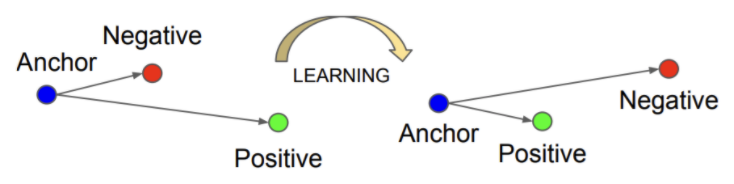 Negative
Anchor
Positive
LEARNING
Negative
Anchor
Positive